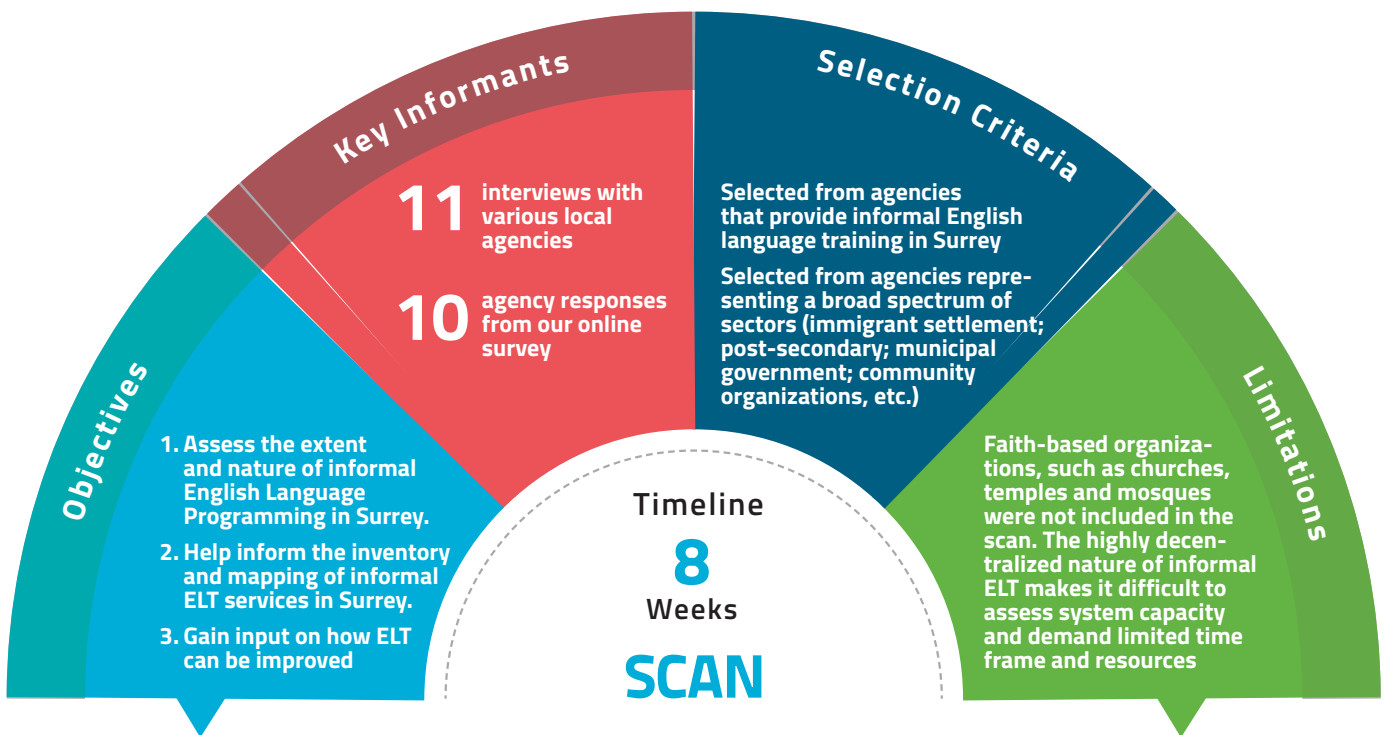 Objectives
1. Assess the extent
and nature of informal
English Language
Programming in Surrey.
2. Help inform the inventory
and mapping of informal
ELT services in Surrey.
3. Gain input on how ELT
can be improved
Key Informants
11 interviews with
various local
agencies
10 agency responses
from our online
survey
Selection Criteria
Selected from agencies
that provide informal English
language training in Surrey
Selected from agencies repre-
senting a broad spectrum of
sectors (immigrant settlement;
post-secondary; municipal
government; community
organizations, etc.)
Limitations
Faith-based organiza-
tions, such as churches,
temples and mosques
were not included in the
scan. The highly decen-
tralized nature of informal
ELT makes it difficult to
assess system capacity
and demand limited time
frame and resources
Timeline
8
Weeks
SCAN